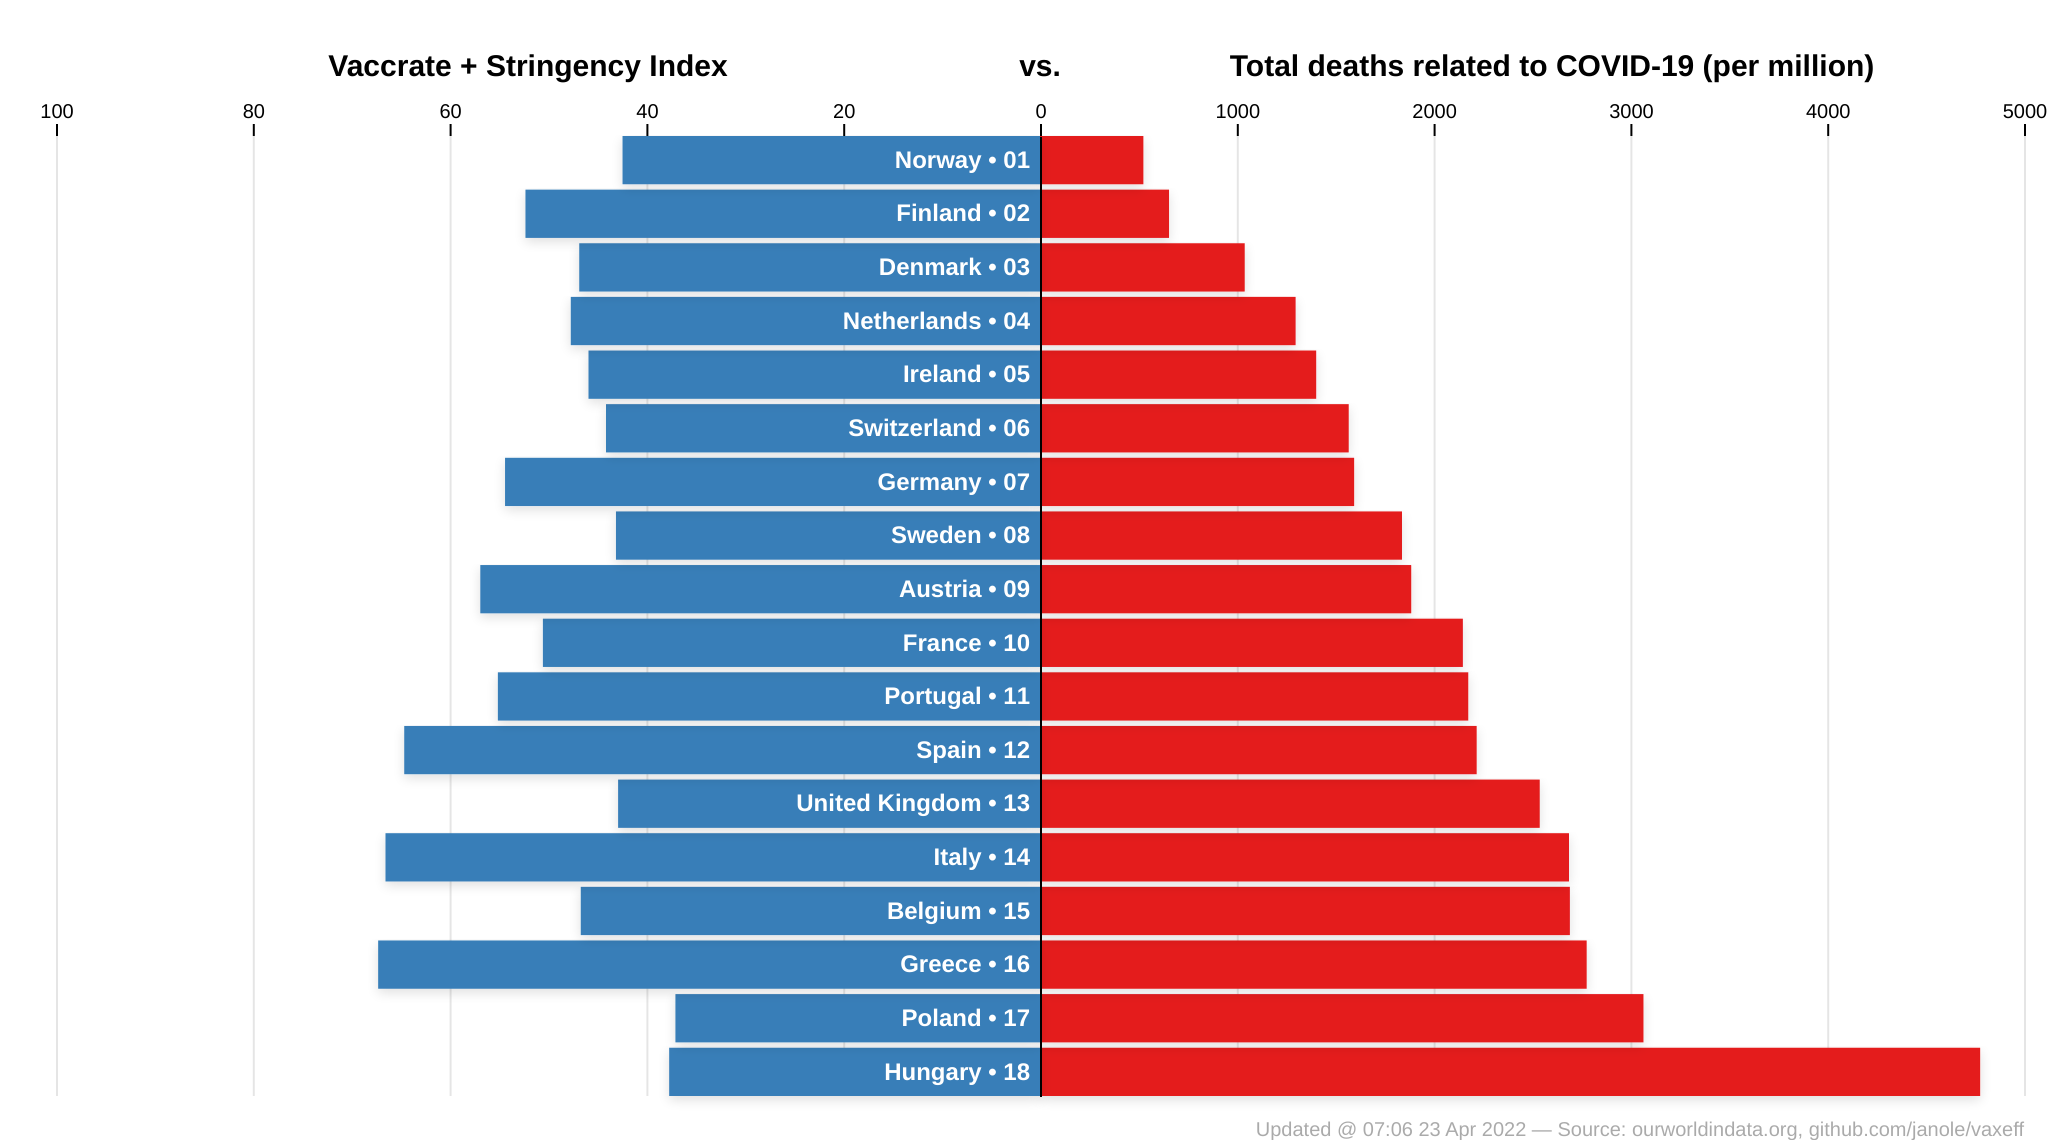 Vaccrate + Stringency Index vs. Total deaths related to COVID-19 (per million)
100 80 60 40 20 0 1000 2000 3000 4000 5000
Norway • 01
Finland • 02
Denmark • 03
Netherlands • 04
Ireland • 05
Switzerland • 06
Germany • 07
Sweden • 08
Austria • 09
France • 10
Portugal • 11
Spain • 12
United Kingdom • 13
Italy • 14
Belgium • 15
Greece • 16
Poland • 17
Hungary • 18
Updated @ 07:06 23 Apr 2022 — Source: ourworldindata.org, github.com/janole/vaxeff